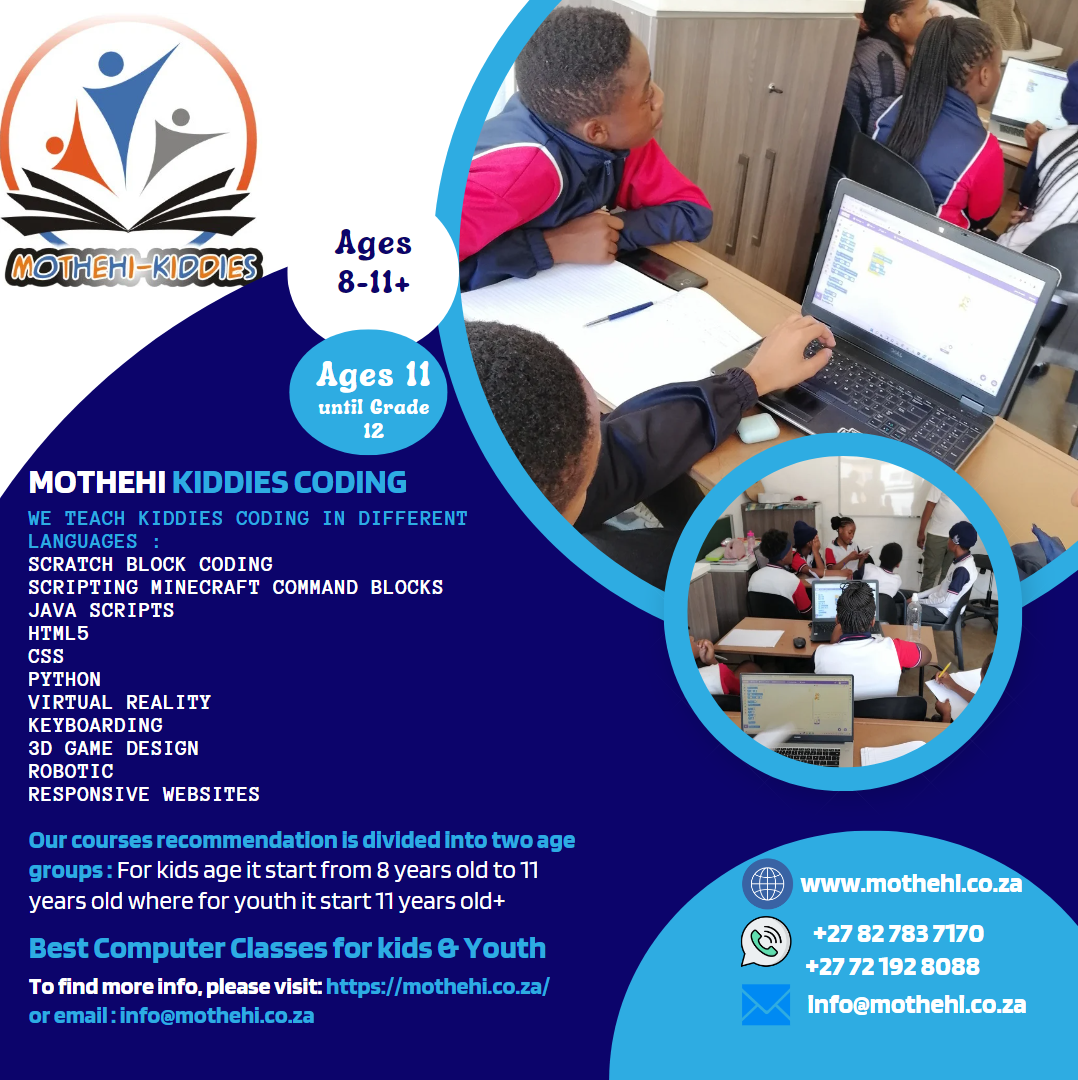 MOTHEHI-KIDDIES
Ages
8-11+
Ages 11
until Grade
12
MOTHEHI KIDDIES CODING
WE TEACH KIDDIES CODING IN DIFFERENT
LANGUAGES :
SCRATCH BLOCK CODING
SCRIPTING MINECRAFT COMMAND BLOCKS
JAVA SCRIPTS
HTML5
CSS
PYTHON
VIRTUAL REALITY
KEYBOARDING
3D GAME DESIGN
ROBOTIC
RESPONSIVE WEBSITES
Our courses recommendation is divided into two age
groups : For kids age it start from 8 years old to 11
years old where for youth it start 11 years old+
Best Computer Classes for kids & Youth
To find more info, please visit: https://mothehi.co.za/
or email : info@mothehi.co.za
www.mothehi.co.za
+27 82 783 7170
+27 72 192 8088
info@mothehi.co.za